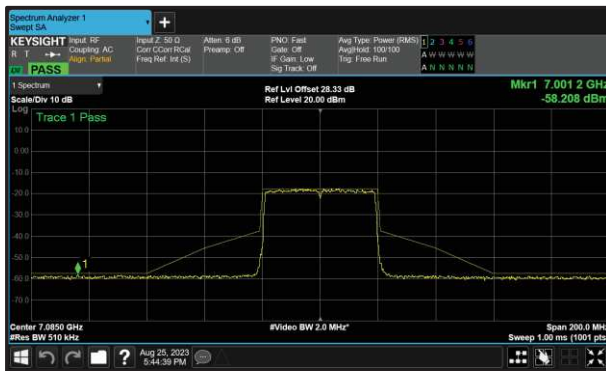 Spectrum Analyzer 1
Swept SA
+
KEYSIGHT Input: RF
R T Coupling: AC
Align: Partial
PASS
Input Z: 50 Ω
Corr CCorr RCal
Freq Ref: Int (S)
Atten: 6 dB
Preamp: Off
PNO: Fast
Gate: Off
IF Gain: Low
Sig Track: Off
Avg Type: Power (RMS)
Avg|Hold: 100/100
Trig: Free Run
1 2 3 4 5 6
A W W W W W
A N N N N N
1 Spectrum
Scale/Div 10 dB
Ref Lvl Offset 28.33 dB
Ref Level 20.00 dBm
Mkr1 7.001 2 GHz
-58.208 dBm
Log
Trace 1 Pass
10.0
0.00
-10.0
-20.0
-30.0
-40.0
-50.0
1
-60.0
-70.0
Center 7.0850 GHz
#Video BW 2.0 MHz*
Span 200.0 MHz
#Res BW 510 kHz
Sweep 1.00 ms (1001 pts)
?
Aug 25, 2023
5:44:39 PM